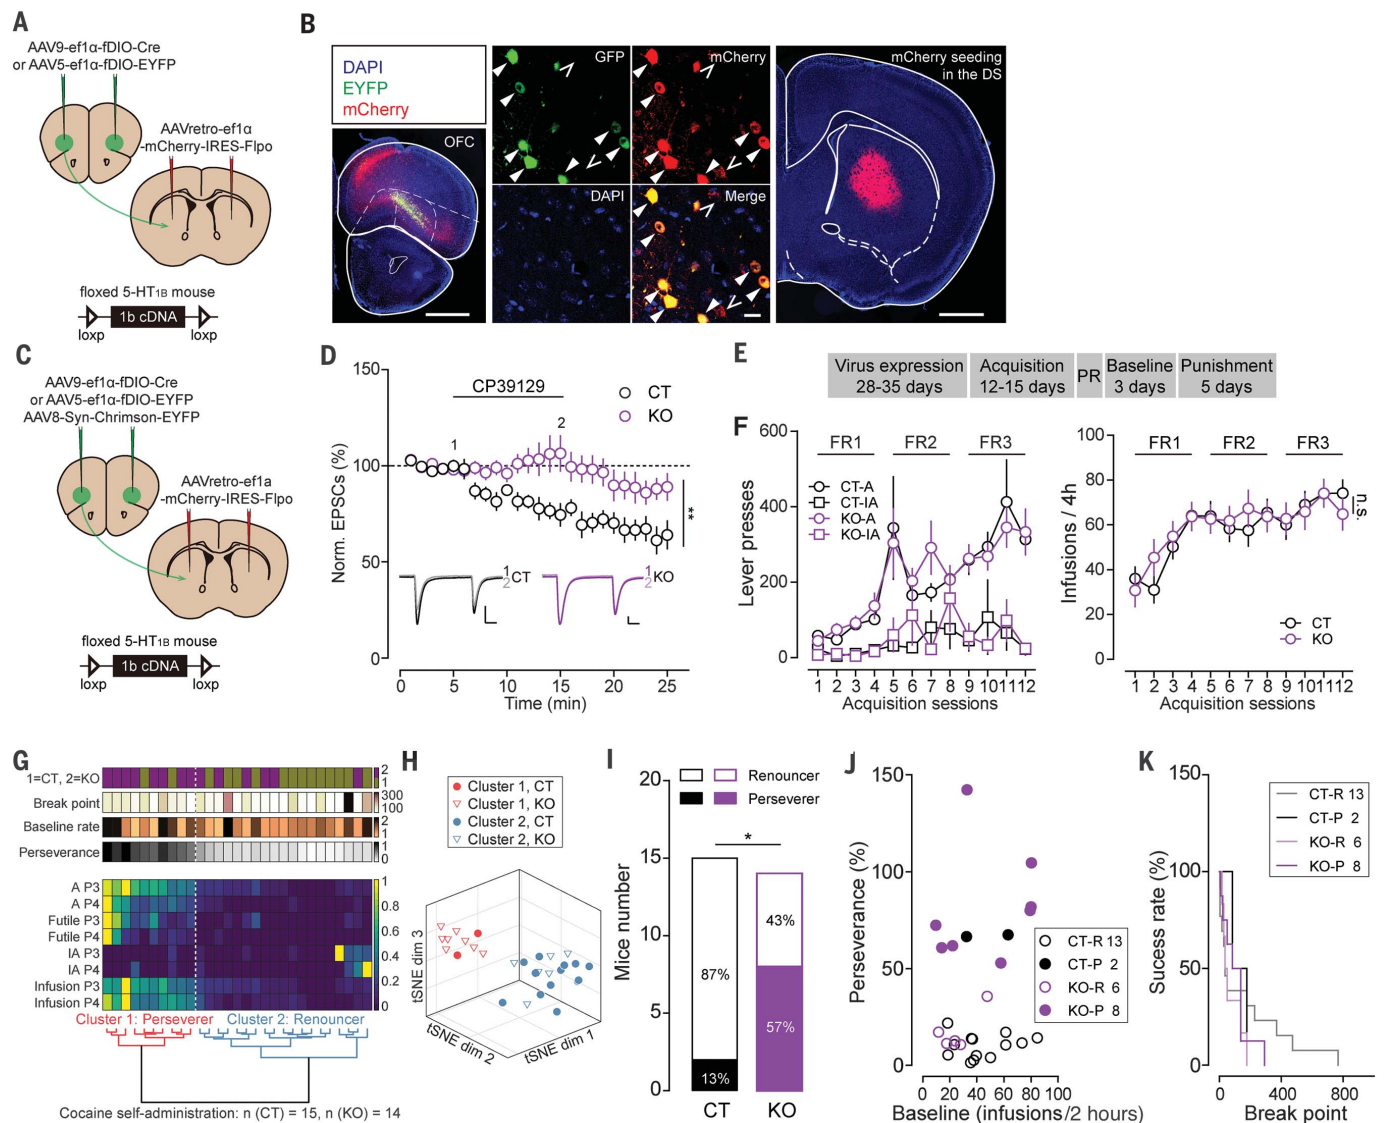 A
AAV9-ef1α-fDIO-Cre
or AAV5-ef1α-fDIO-EYFP
AAVretro-ef1α
-mCherry-IRES-Flpo
floxed 5-HT1B mouse
1b cDNA
loxp
loxp
B
DAPI
EYFP
mCherry
OFC
GFP
mCherry
DAPI
Merge
mCherry seeding
in the DS
C
AAV9-ef1α-fDIO-Cre
or AAV5-ef1α-fDIO-EYFP
AAV8-Syn-Chrimson-EYFP
AAVretro-ef1a
-mCherry-IRES-Flpo
floxed 5-HT1B mouse
1b cDNA
loxp
loxp
D
Norm. EPSCs (%)
150
100
50
0
CP39129
1
2
CT
KO
**
1
2
CT
1
2
KO
0 5 10 15 20 25
Time (min)
E
Virus expression
28-35 days
Acquisition
12-15 days
PR
Baseline
3 days
Punishment
5 days
F
Lever presses
600
400
200
0
FR1 FR2 FR3
CT-A
CT-IA
KO-A
KO-IA
1 2 3 4 5 6 7 8 9 101112
Acquisition sessions
Infusions / 4h
100
80
60
40
20
0
FR1 FR2 FR3
n.s.
CT
KO
1 2 3 4 5 6 7 8 9 101112
Acquisition sessions
G
1=CT, 2=KO
2
1
Break point
300
100
Baseline rate
2
1
Perseverance
1
0
A P3
A P4
Futile P3
Futile P4
IA P3
IA P4
Infusion P3
Infusion P4
1
0.8
0.6
0.4
0.2
0
Cluster 1: Perseverer
Cluster 2: Renouncer
Cocaine self-administration: n (CT) = 15, n (KO) = 14
H
Cluster 1, CT
Cluster 1, KO
Cluster 2, CT
Cluster 2, KO
tSNE dim 3
tSNE dim 2
tSNE dim 1
I
Mice number
20
15
10
5
0
Renouncer
Perseverer
*
87%
13%
43%
57%
CT
KO
J
Perseverance (%)
150
100
50
0
CT-R 13
CT-P 2
KO-R 6
KO-P 8
0 20 40 60 80 100
Baseline (infusions/2 hours)
K
Sucess rate (%)
150
100
50
0
CT-R 13
CT-P 2
KO-R 6
KO-P 8
0 400 800
Break point